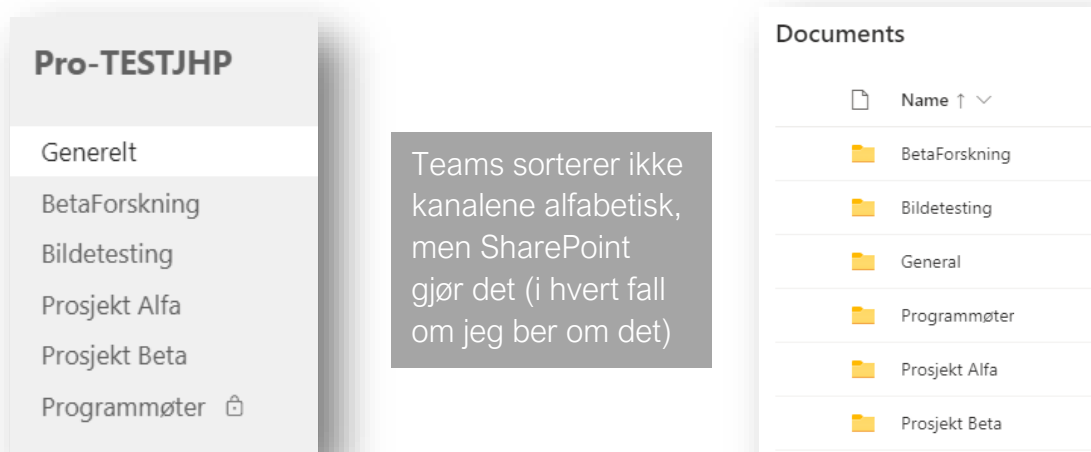 Pro-TESTJHP
Generelt
BetaForskning
Bildetesting
Prosjekt Alfa
Prosjekt Beta
Programmøter
Teams sorterer ikke
kanalene alfabetisk,
men SharePoint
gjør det (i hvert fall
om jeg ber om det)
Documents
Name ↑
BetaForskning
Bildetesting
General
Programmøter
Prosjekt Alfa
Prosjekt Beta